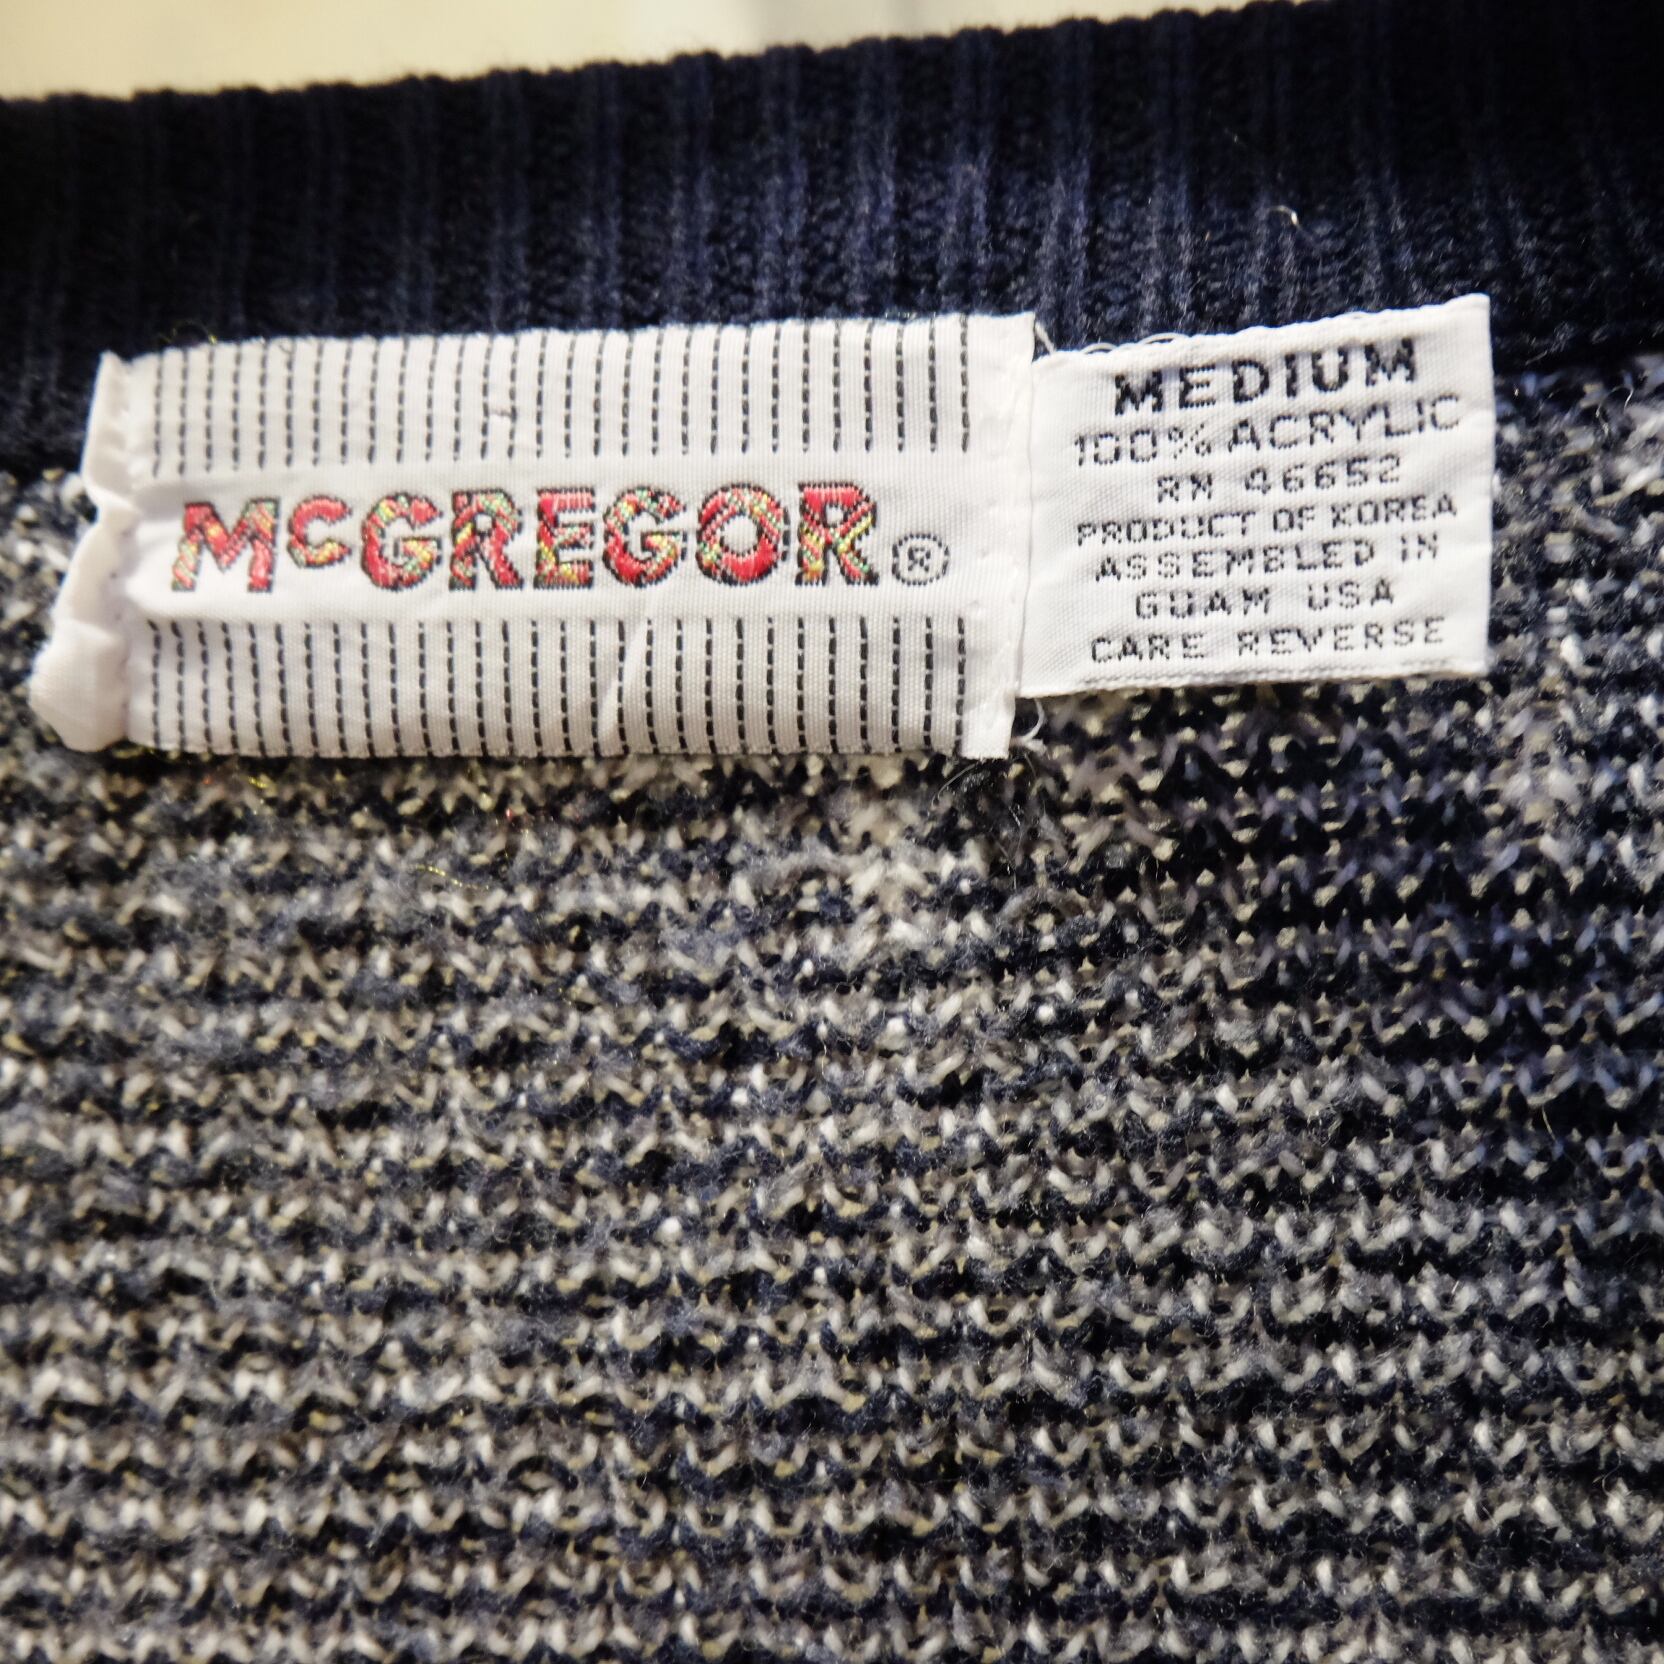 McGREGOR®
MEDIUM
100% ACRYLIC
RN 46652
PRODUCT OF KOREA
ASSEMBLED IN
GUAM USA
CARE REVERSE